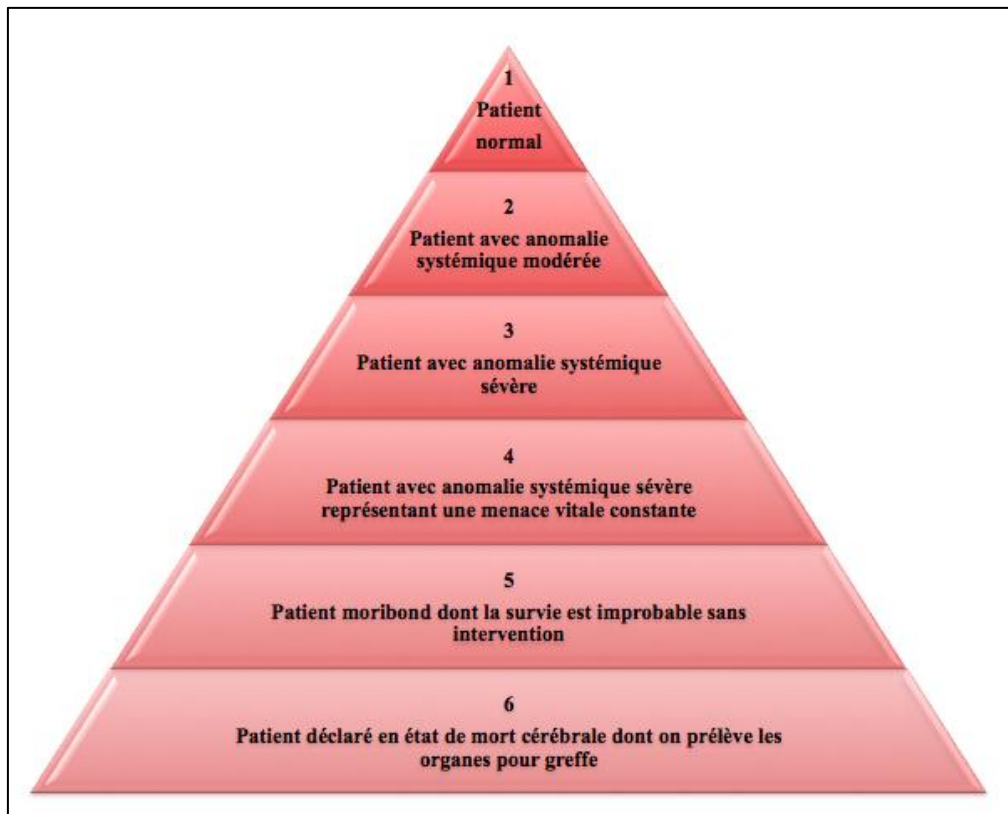 1
Patient
normal
2
Patient avec anomalie
systémique modérée
3
Patient avec anomalie systémique
sévère
4
Patient avec anomalie systémique sévère
représentant une menace vitale constante
5
Patient moribond dont la survie est improbable sans
intervention
6
Patient déclaré en état de mort cérébrale dont on prélève les
organes pour greffe